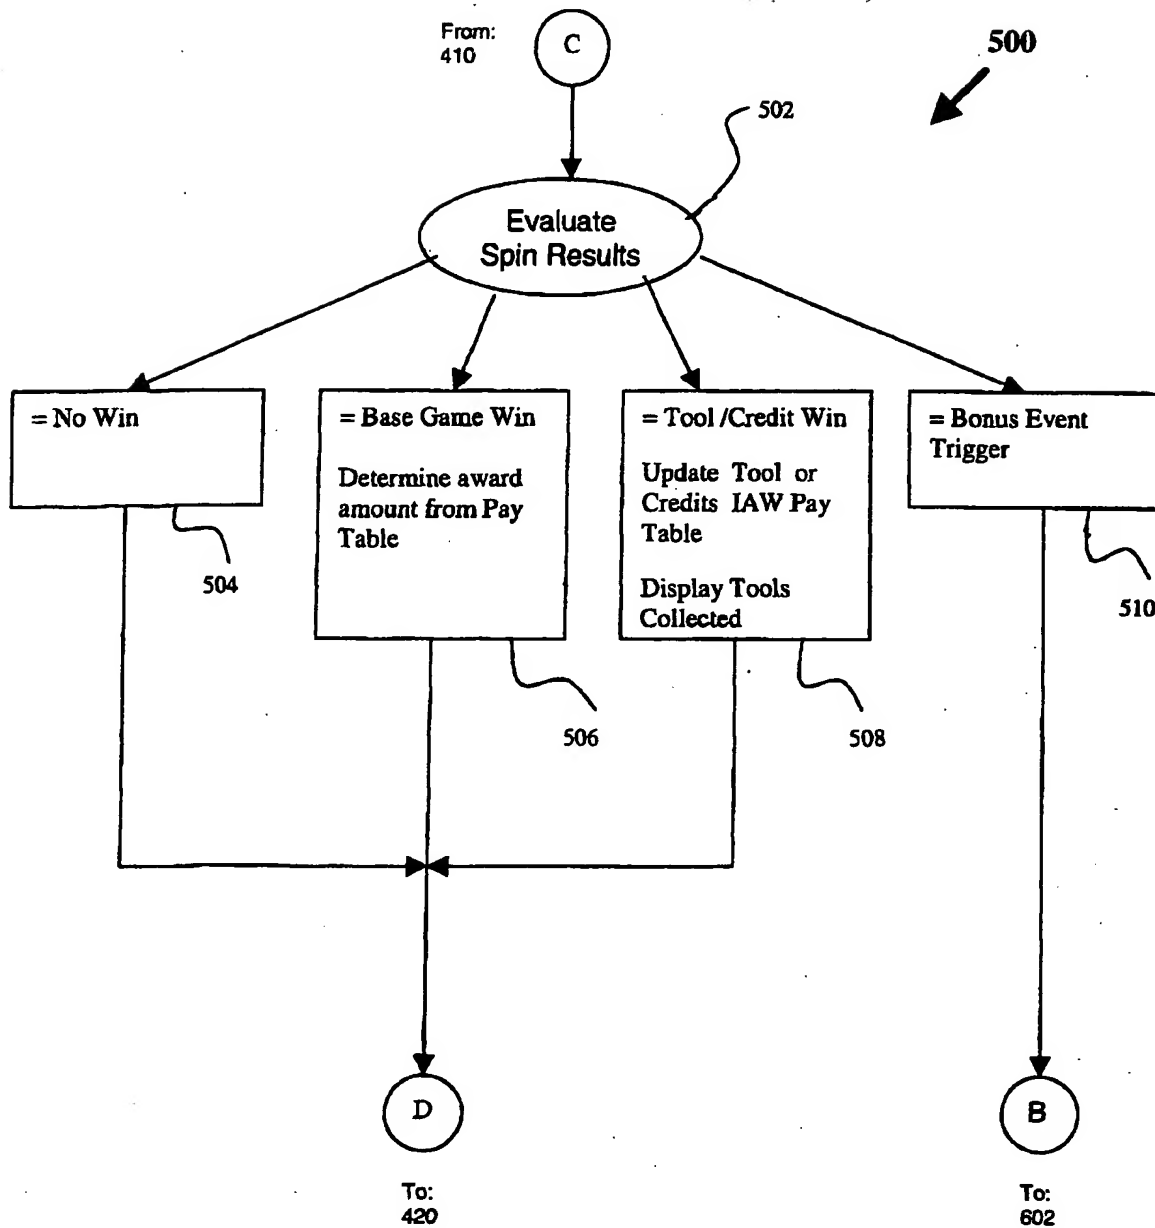 From:
410
C
500
502
Evaluate
Spin Results
= No Win
= Base Game Win
Determine award
amount from Pay
Table
= Tool /Credit Win
Update Tool or
Credits IAW Pay
Table
Display Tools
Collected
= Bonus Event
Trigger
504
506
508
510
D
B
To:
420
To:
602